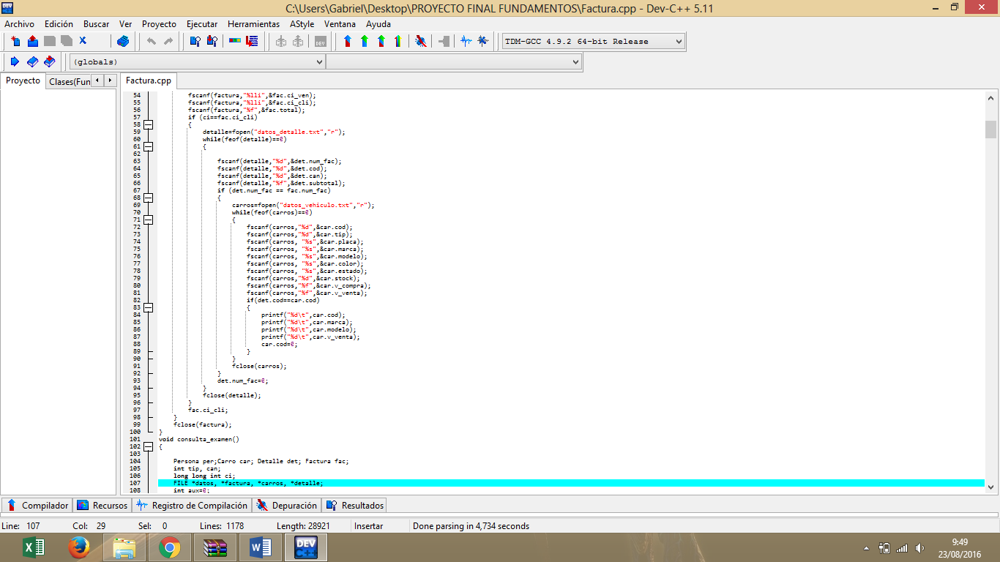 C:\Users\Gabriel\Desktop\PROYECTO FINAL FUNDAMENTOS\Factura.cpp - Dev-C++ 5.11
Archivo Edición Buscar Ver Proyecto Ejecutar Herramientas AStyle Ventana Ayuda
TDM-GCC 4.9.2 64-bit Release
(globals)
Proyecto Clases(Fun Factura.cpp
54 fscanf(factura,"%lli",&fac.ci_ven);
55 fscanf(factura,"%lli",&fac.ci_cli);
56 fscanf(factura,"%f",&fac.total);
57 if (ci==fac.ci_cli)
58 {
59 detalle=fopen("datos_detalle.txt","r");
60 while(feof(detalle)==0)
61 {
62
63 fscanf(detalle,"%d",&det.num_fac);
64 fscanf(detalle,"%d",&det.cod);
65 fscanf(detalle,"%d",&det.can);
66 fscanf(detalle,"%f",&det.subtotal);
67 if (det.num_fac == fac.num_fac)
68 {
69 carros=fopen("datos_vehiculo.txt","r");
70 while(feof(carros)==0)
71 {
72 fscanf(carros,"%d",&car.cod);
73 fscanf(carros,"%d",&car.tip);
74 fscanf(carros, "%s",&car.placa);
75 fscanf(carros, "%s",&car.marca);
76 fscanf(carros, "%s",&car.modelo);
77 fscanf(carros, "%s",&car.color);
78 fscanf(carros, "%s",&car.estado);
79 fscanf(carros,"%d",&car.stock);
80 fscanf(carros,"%f",&car.v_compra);
81 fscanf(carros,"%f",&car.v_venta);
82 if(det.cod==car.cod)
83 {
84 printf("%d\t",car.cod);
85 printf("%d\t",car.marca);
86 printf("%d\t",car.modelo);
87 printf("%d\t",car.v_venta);
88 car.cod=0;
89 }
90 }
91 fclose(carros);
92 }
93 det.num_fac=0;
94 }
95 fclose(detalle);
96 }
97 fac.ci_cli;
98 }
99 fclose(factura);
100 }
101 void consulta_examen()
102 {
103
104 Persona per;Carro car; Detalle det; Factura fac;
105 int tip, can;
106 long long int ci;
107 FILE *datos, *factura, *carros, *detalle;
108 int aux=0;
Compilador Recursos Registro de Compilación Depuración Resultados
Line: 107 Col: 29 Sel: 0 Lines: 1178 Length: 28921 Insertar Done parsing in 4,734 seconds
9:49
23/08/2016